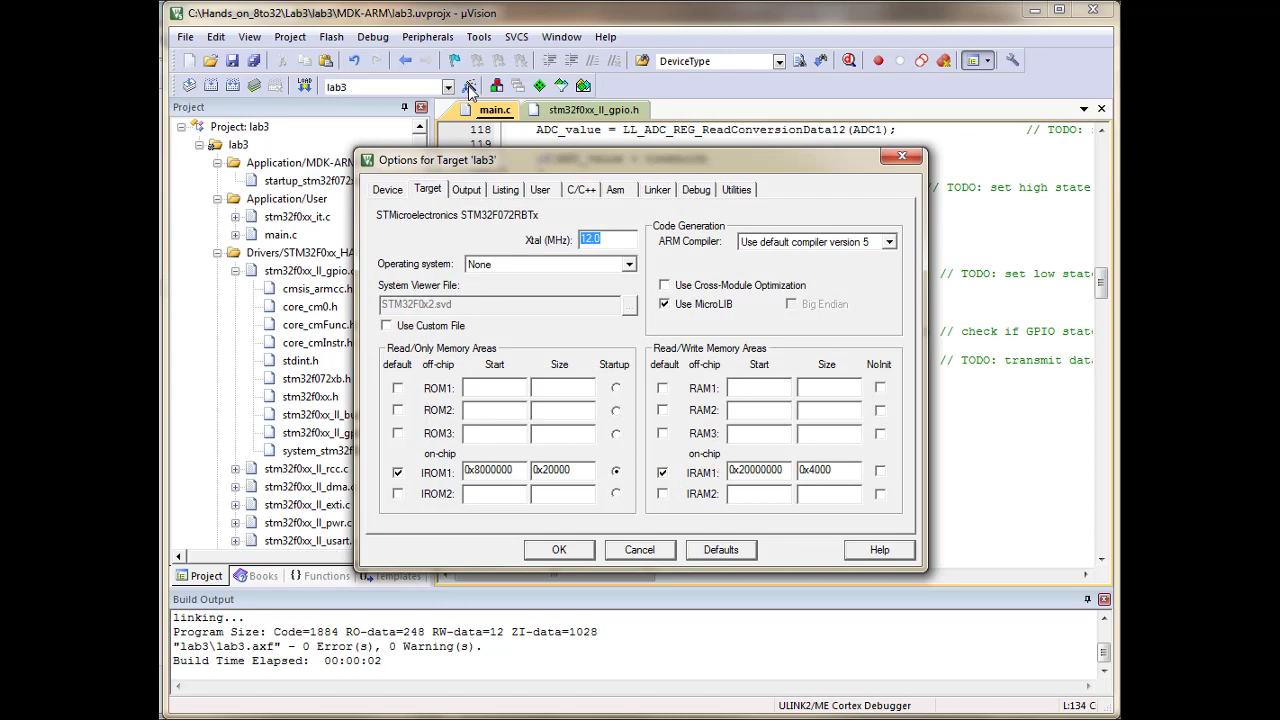 C:\Hands_on_8to32\Lab3\lab3\MDK-ARM\lab3.uvprojx - µVision
File Edit View Project Flash Debug Peripherals Tools SVCS Window Help
DeviceType
LOAD lab3
Project
main.c stm32f0xx_ll_gpio.h
Project: lab3
lab3
Application/MDK-ARM
startup_stm32f072
Application/User
stm32f0xx_it.c
main.c
Drivers/STM32F0xx_HA
stm32f0xx_ll_gpio.c
cmsis_armcc.h
core_cm0.h
core_cmFunc.h
core_cmInstr.h
stdint.h
stm32f072xb.h
stm32f0xx.h
stm32f0xx_ll_bu
stm32f0xx_ll_gp
system_stm32f
stm32f0xx_ll_rcc.c
stm32f0xx_ll_dma.c
stm32f0xx_ll_exti.c
stm32f0xx_ll_pwr.c
stm32f0xx_ll_usart.
Project Books {} Functions Templates
118 ADC_value = LL_ADC_REG_ReadConversionData12(ADC1); // TODO:
119
// TODO: set high state
// TODO: set low stat
// check if GPIO stat
// TODO: transmit dat
Options for Target 'lab3'
Device Target Output Listing User C/C++ Asm Linker Debug Utilities
STMicroelectronics STM32F072RBTx
Xtal (MHz): 12.0
Operating system: None
System Viewer File:
STM32F0x2.svd ...
Use Custom File
Code Generation
ARM Compiler: Use default compiler version 5
Use Cross-Module Optimization
Use MicroLIB Big Endian
Read/Only Memory Areas
default off-chip Start Size Startup
ROM1:
ROM2:
ROM3:
on-chip
IROM1: 0x8000000 0x20000
IROM2:
Read/Write Memory Areas
default off-chip Start Size NoInit
RAM1:
RAM2:
RAM3:
on-chip
IRAM1: 0x20000000 0x4000
IRAM2:
OK Cancel Defaults Help
Build Output
linking...
Program Size: Code=1884 RO-data=248 RW-data=12 ZI-data=1028
"lab3\lab3.axf" - 0 Error(s), 0 Warning(s).
Build Time Elapsed: 00:00:02
ULINK2/ME Cortex Debugger L:134 C